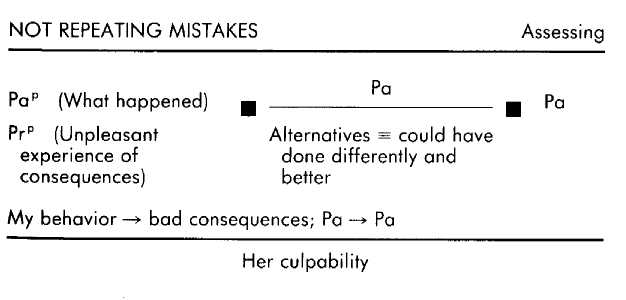 NOT REPEATING MISTAKES Assessing
Pa
Paᵖ (What happened) ■ ■ Pa
Prᵖ (Unpleasant Alternatives ≡ could have
experience of done differently and
consequences) better
My behavior → bad consequences; Pa → Pa
Her culpability